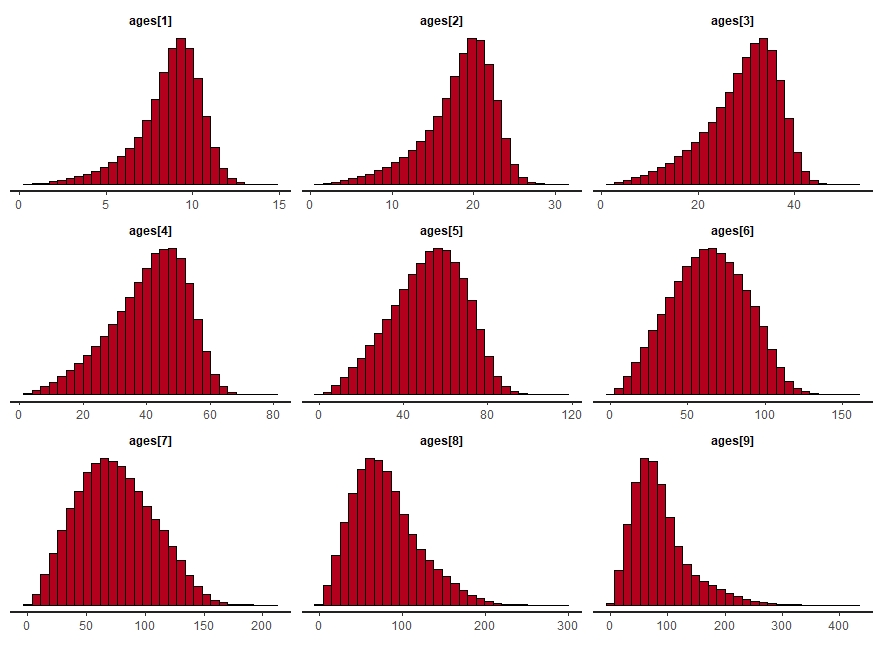 ages[1] ages[2] ages[3]
0 5 10 15 0 10 20 30 0 20 40
ages[4] ages[5] ages[6]
0 20 40 60 80 0 40 80 120 0 50 100 150
ages[7] ages[8] ages[9]
0 50 100 150 200 0 100 200 300 0 100 200 300 400